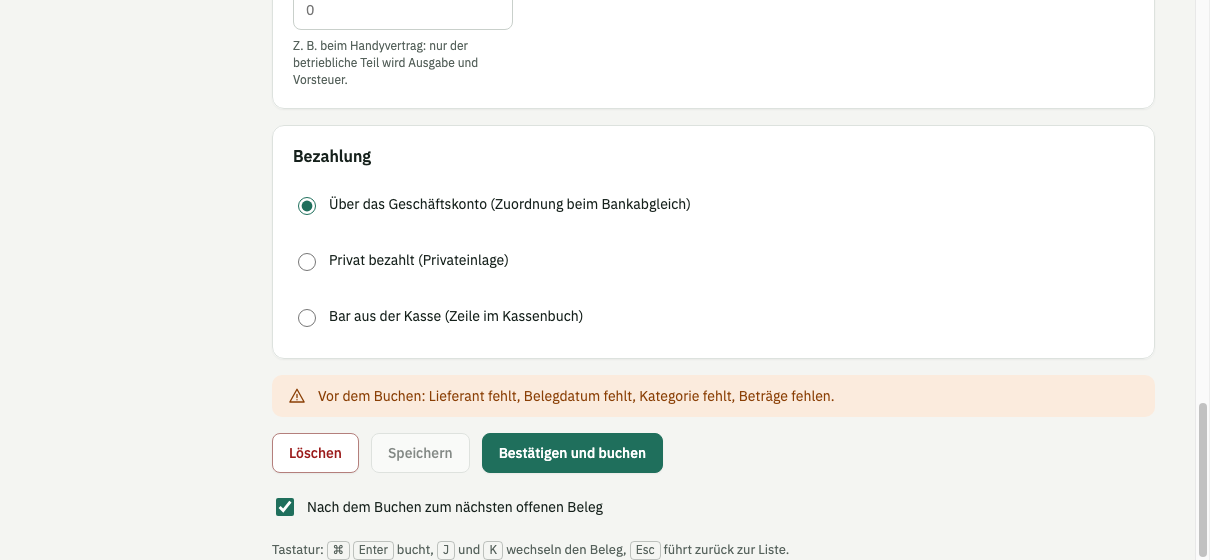 0
Z. B. beim Handyvertrag: nur der
betriebliche Teil wird Ausgabe und
Vorsteuer.
Bezahlung
Über das Geschäftskonto (Zuordnung beim Bankabgleich)
Privat bezahlt (Privateinlage)
Bar aus der Kasse (Zeile im Kassenbuch)
Vor dem Buchen: Lieferant fehlt, Belegdatum fehlt, Kategorie fehlt, Beträge fehlen.
Löschen Speichern Bestätigen und buchen
Nach dem Buchen zum nächsten offenen Beleg
Tastatur: ⌘ Enter bucht, J und K wechseln den Beleg, Esc führt zurück zur Liste.